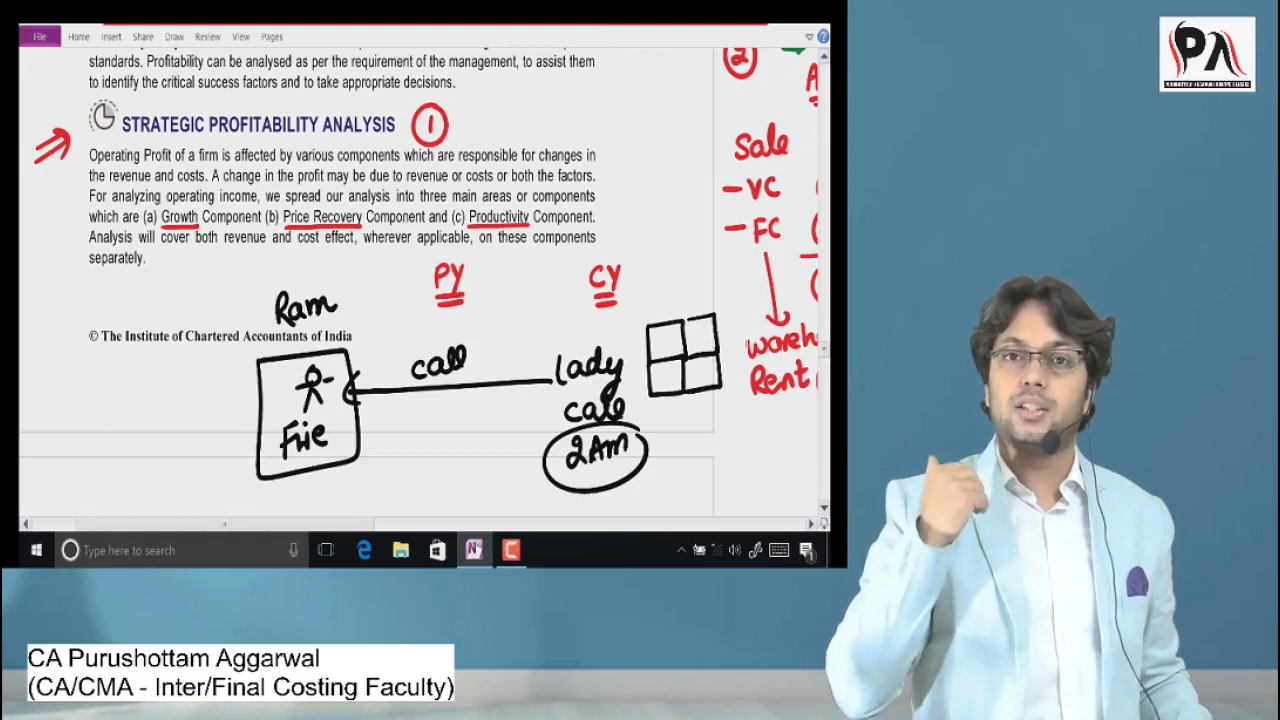 File Home Insert Share Draw Review View Pages
standards. Profitability can be analysed as per the requirement of the management, to assist them
to identify the critical success factors and to take appropriate decisions.
STRATEGIC PROFITABILITY ANALYSIS 1
Operating Profit of a firm is affected by various components which are responsible for changes in
the revenue and costs. A change in the profit may be due to revenue or costs or both the factors.
For analyzing operating income, we spread our analysis into three main areas or components
which are (a) Growth Component (b) Price Recovery Component and (c) Productivity Component.
Analysis will cover both revenue and cost effect, wherever applicable, on these components
separately.
PY CY
Ram
© The Institute of Chartered Accountants of India
call
lady
call
2AM
2
Sale
- VC
- FC
Rent
Type here to search
PA
CA Purushottam Aggarwal
(CA/CMA - Inter/Final Costing Faculty)